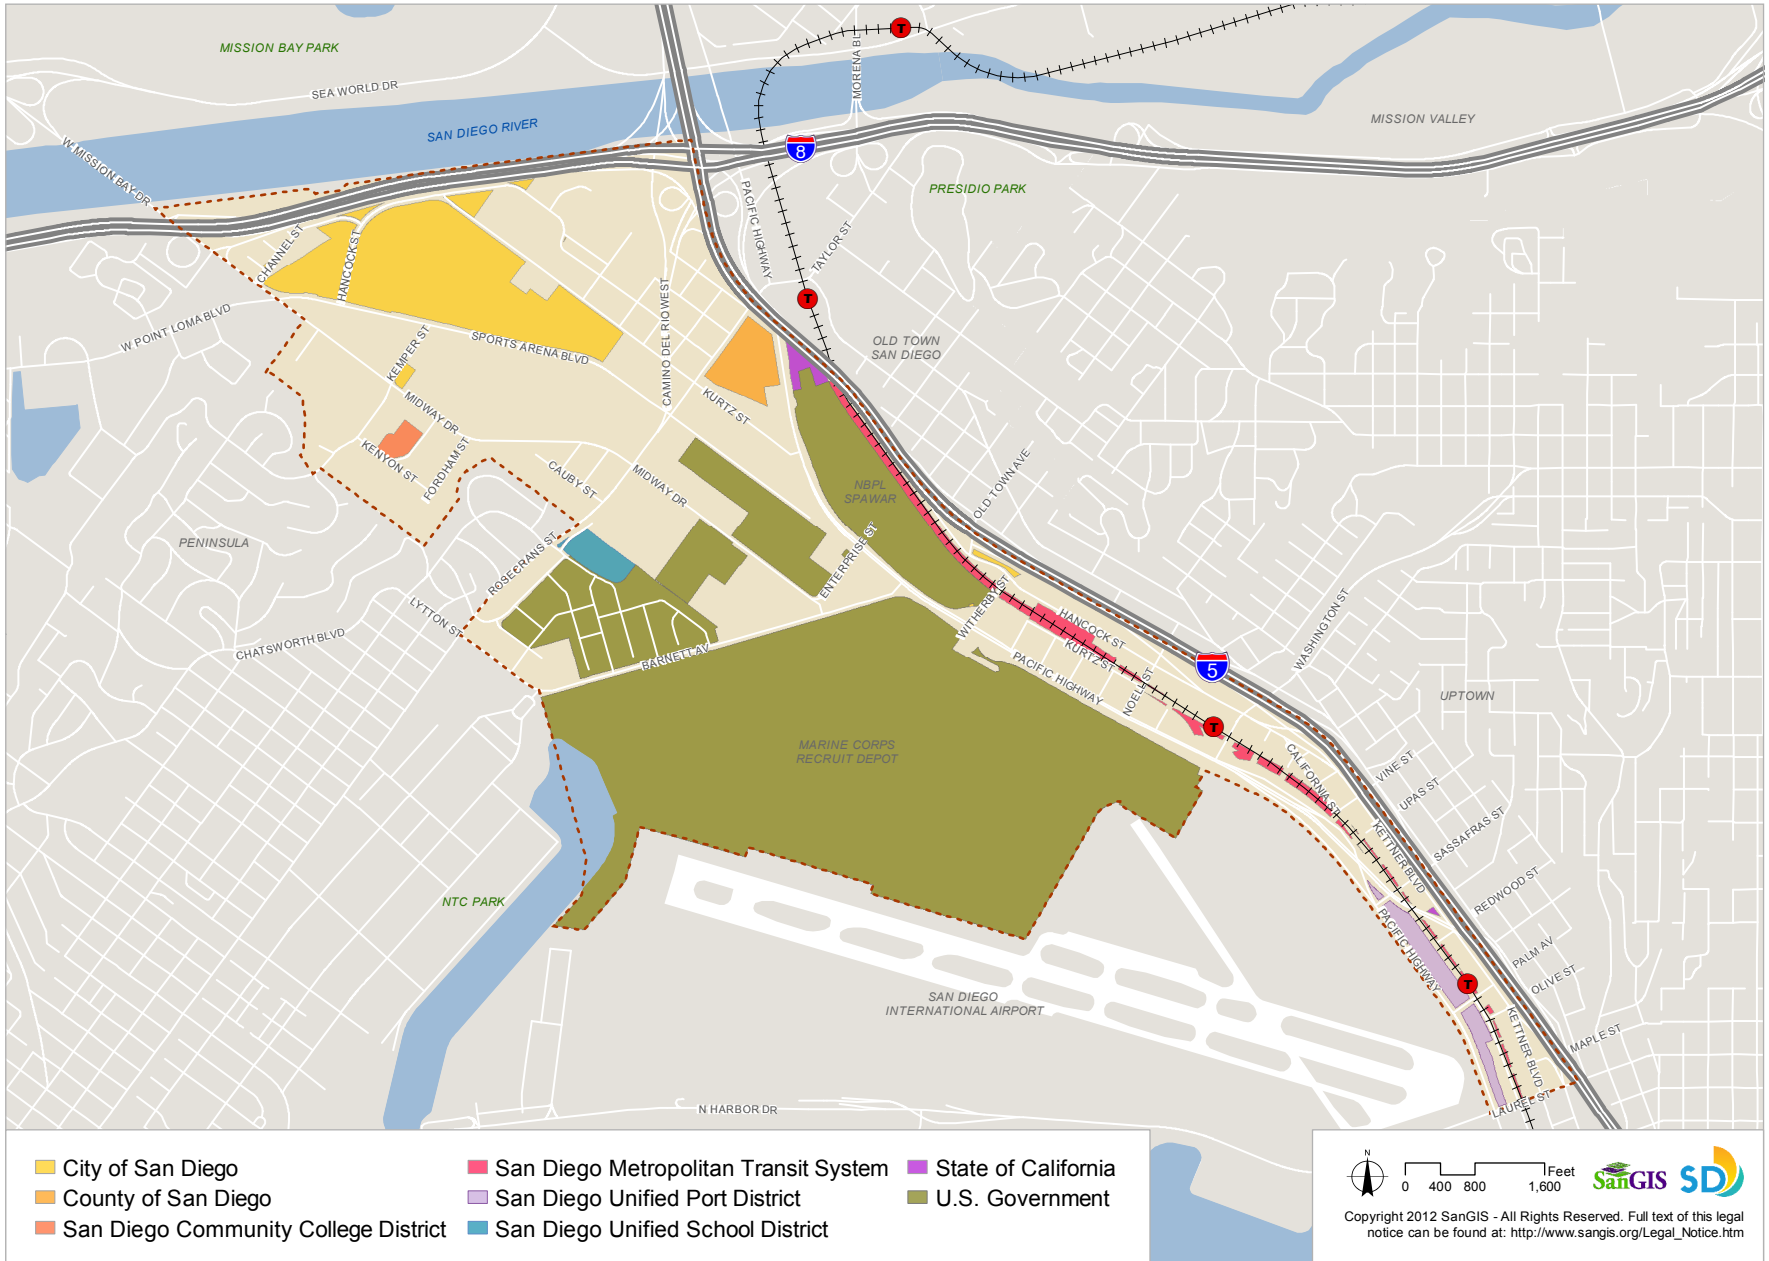 MISSION BAY PARK
SEA WORLD DR
MORENA BL
T
SAN DIEGO RIVER
MISSION VALLEY
W MISSION BAY DR
8
PRESIDIO PARK
PACIFIC HIGHWAY
TAYLOR ST
CHANNEL ST
HANCOCK ST
T
W POINT LOMA BLVD
CAMINO DEL RIO WEST
SPORTS ARENA BLVD
OLD TOWN
SAN DIEGO
KEMPER ST
KURTZ ST
MIDWAY DR
KENYON ST
FORDHAM ST
CAUBY ST
MIDWAY DR
NBPL
SPAWAR
OLD TOWN AVE
PENINSULA
ROSECRANS ST
ENTERPRISE ST
LYTTON ST
CHATSWORTH BLVD
WITHERBY ST
HANCOCK ST
KURTZ ST
WASHINGTON ST
BARNETT AV
PACIFIC HIGHWAY
NOELL ST
5
UPTOWN
T
MARINE CORPS
RECRUIT DEPOT
CALIFORNIA ST
VINE ST
UPAS ST
SASSAFRAS ST
KETTNER BLVD
REDWOOD ST
NTC PARK
PACIFIC HIGHWAY
PALM AV
OLIVE ST
T
SAN DIEGO
INTERNATIONAL AIRPORT
KETTNER BLVD
MAPLE ST
LAUREL ST
N HARBOR DR
City of San Diego
County of San Diego
San Diego Community College District
San Diego Metropolitan Transit System
San Diego Unified Port District
San Diego Unified School District
State of California
U.S. Government
N
Feet
0 400 800 1,600
SanGIS
SD
Copyright 2012 SanGIS - All Rights Reserved. Full text of this legal
notice can be found at: http://www.sangis.org/Legal_Notice.htm